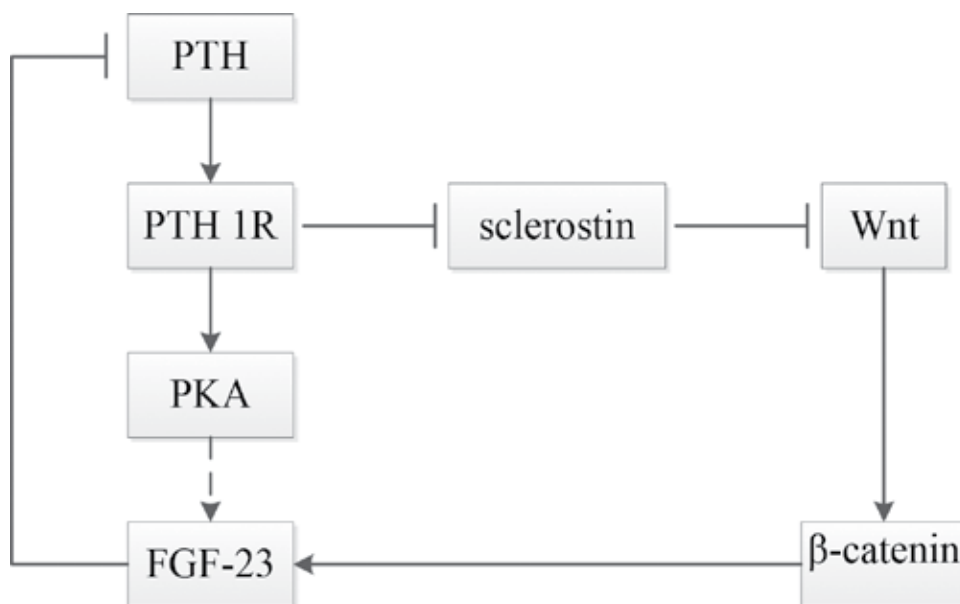 PTH
PTH 1R
sclerostin
Wnt
PKA
FGF-23
β-catenin